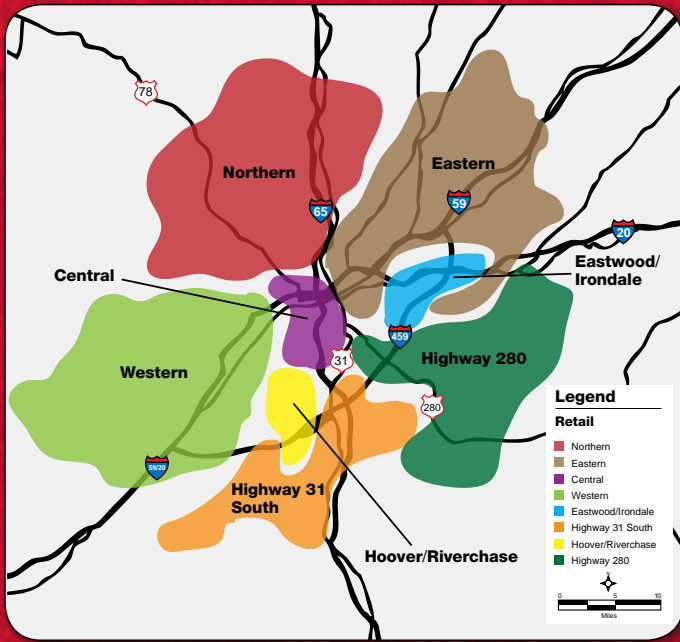 78
Northern
Eastern
65
59
20
Central
Eastwood/
Irondale
459
31
Western
Highway 280
280
59/20
Highway 31
South
Hoover/Riverchase
Legend
Retail
Northern
Eastern
Central
Western
Eastwood/Irondale
Highway 31 South
Hoover/Riverchase
Highway 280
N
0 5 10
Miles